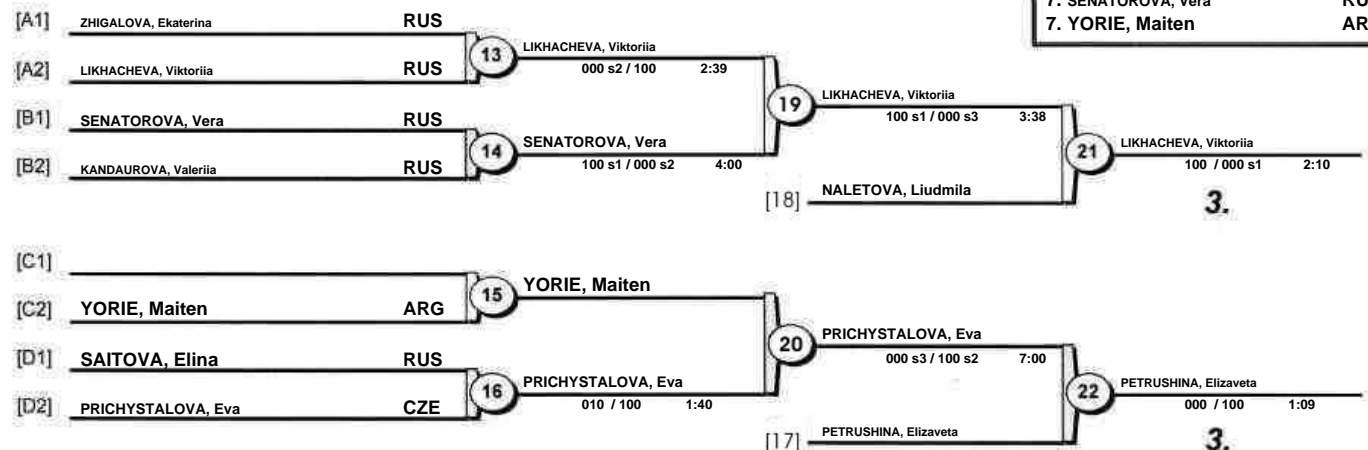 7. SENATOROVA, Vera RU
7. YORIE, Maiten AR
[A1] ZHIGALOVA, Ekaterina RUS
[A2] LIKHACHEVA, Viktoriia RUS
13 LIKHACHEVA, Viktoriia
000 s2 / 100 2:39
[B1] SENATOROVA, Vera RUS
[B2] KANDAUROVA, Valeriia RUS
14 SENATOROVA, Vera
100 s1 / 000 s2 4:00
19 LIKHACHEVA, Viktoriia
100 s1 / 000 s3 3:38
[18] NALETOVA, Liudmila
21 LIKHACHEVA, Viktoriia
100 / 000 s1 2:10
3.
[C1]
[C2] YORIE, Maiten ARG
15 YORIE, Maiten
[D1] SAITOVA, Elina RUS
[D2] PRICHYSTALOVA, Eva CZE
16 PRICHYSTALOVA, Eva
010 / 100 1:40
20 PRICHYSTALOVA, Eva
000 s3 / 100 s2 7:00
[17] PETRUSHINA, Elizaveta
22 PETRUSHINA, Elizaveta
000 / 100 1:09
3.